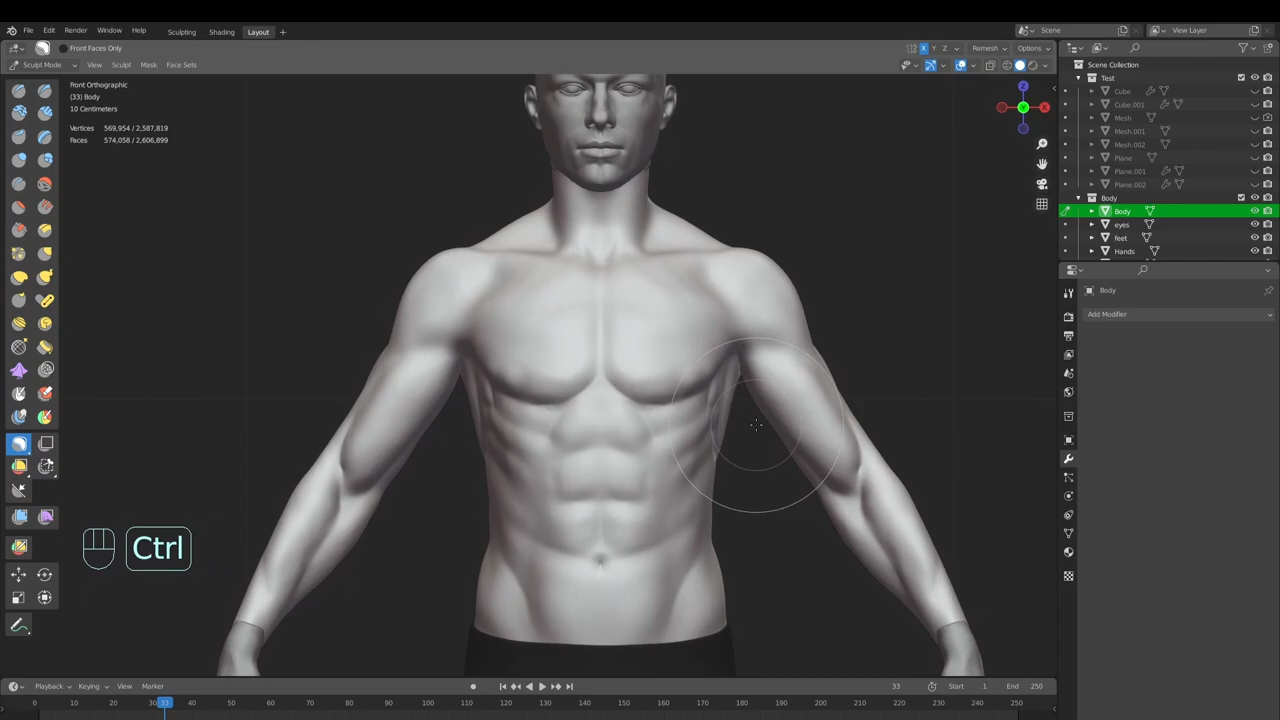 File Edit Render Window Help Sculpting Shading Layout + Scene View Layer
Front Faces Only X Y Z Remesh Options
Sculpt Mode View Sculpt Mask Face Sets
Scene Collection
Test
Cube
Cube.001
Mesh
Mesh.001
Mesh.002
Plane
Plane.001
Plane.002
Body
Body
eyes
feet
Hands
Front Orthographic
(33) Body
10 Centimeters
Vertices 569,954 / 2,587,819
Faces 574,058 / 2,606,899
Z
X
Y
Body
Add Modifier
Ctrl
Playback Keying View Marker 33 Start 1 End 250
0 10 20 33 40 50 60 70 80 90 100 110 120 130 140 150 160 170 180 190 200 210 220 230 240 250